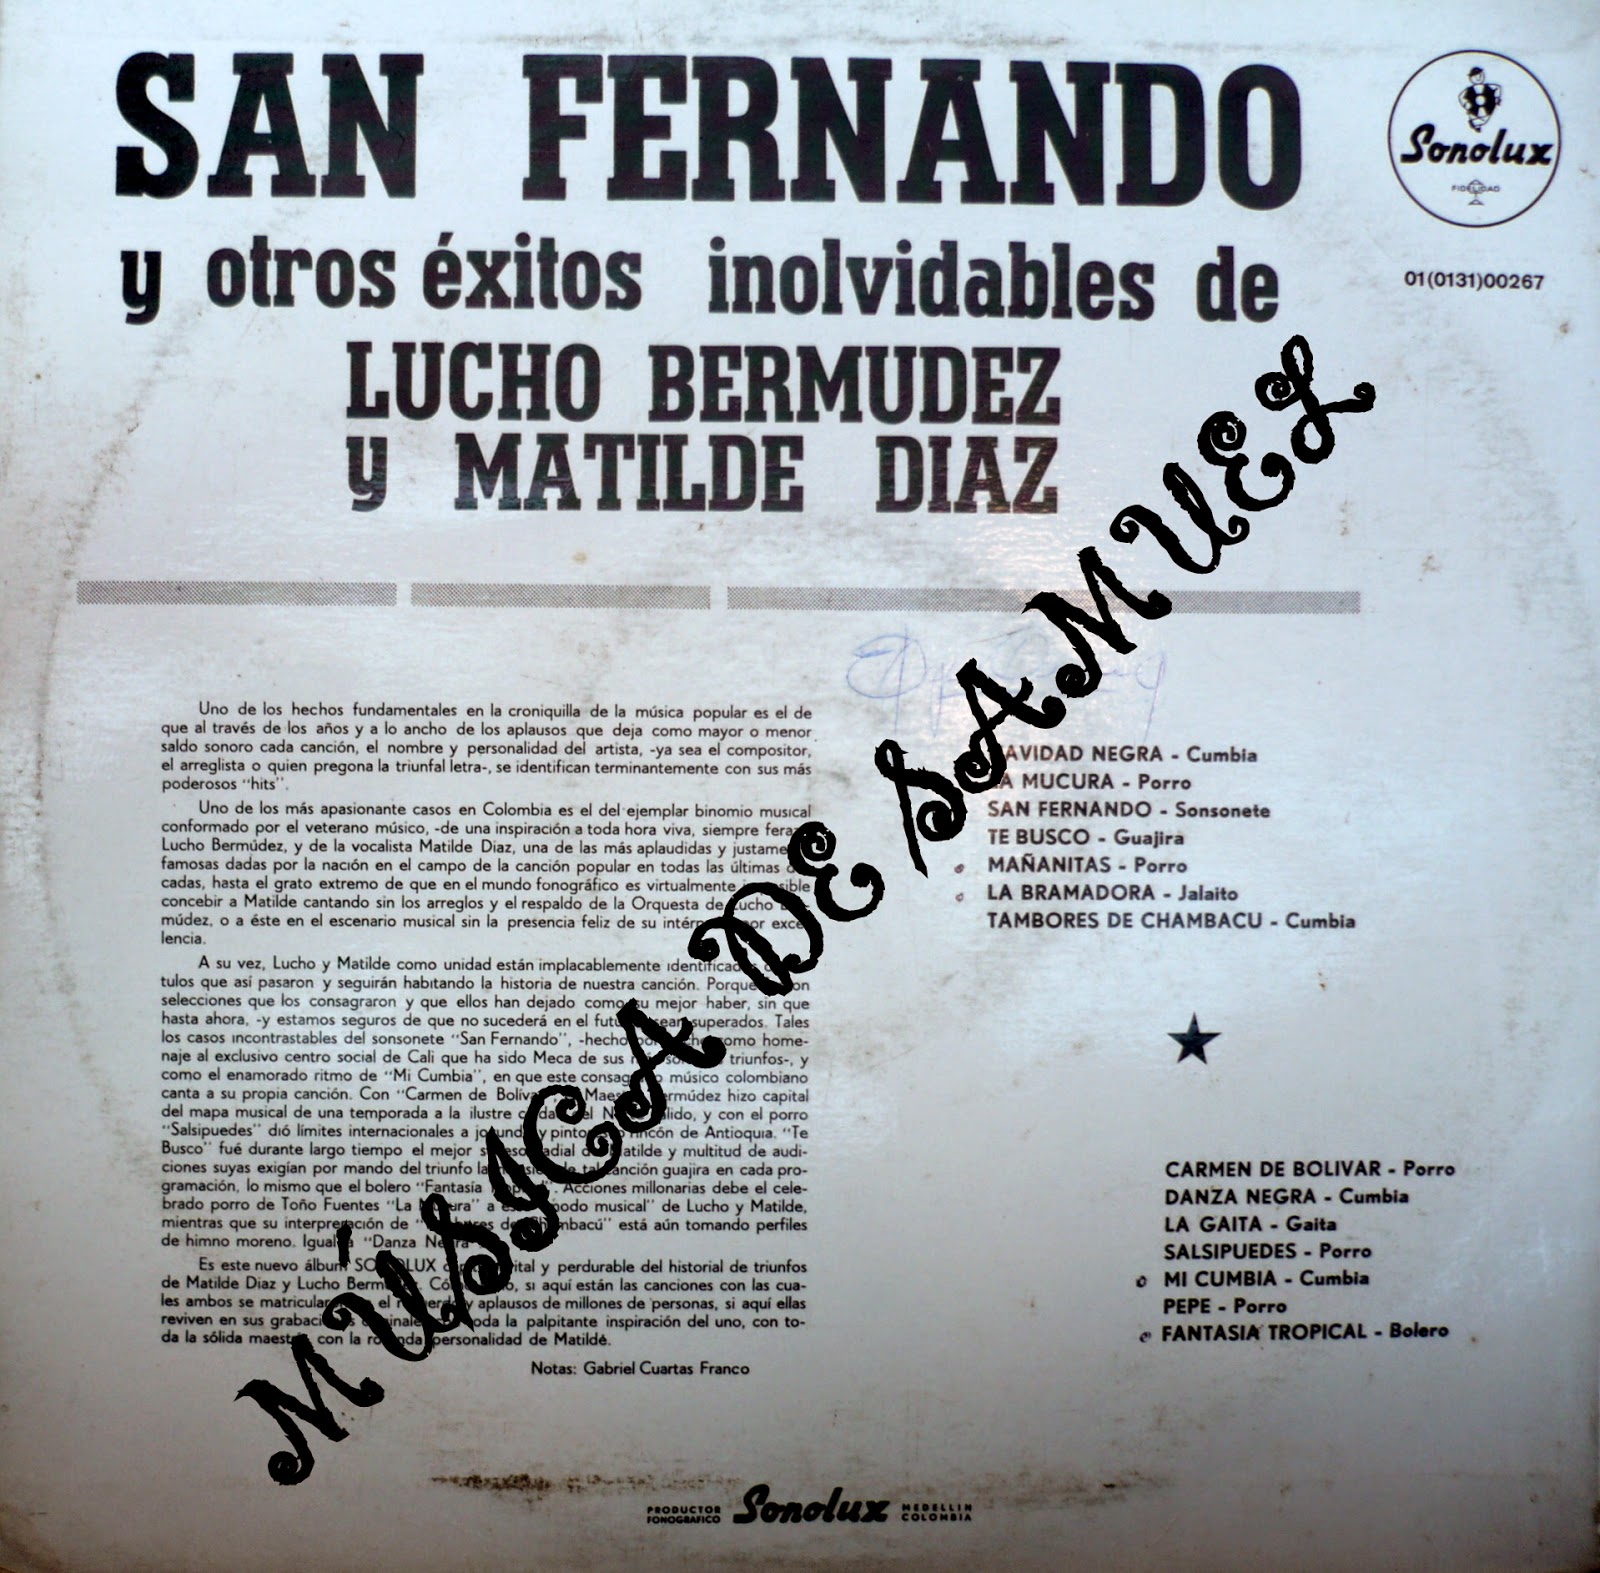 SAN FERNANDO
y otros éxitos inolvidables de
LUCHO BERMUDEZ
y MATILDE DIAZ
Sonolux
FIDELIDAD
01(0131)00267
Uno de los hechos fundamentales en la croniquilla de la música popular es el de
que al través de los años y a lo ancho de los aplausos que deja como mayor o menor
saldo sonoro cada canción, el nombre y personalidad del artista, -ya sea el compositor,
el arreglista o quien pregona la triunfal letra-, se identifican terminantemente con sus más
poderosos "hits".
Uno de los más apasionante casos en Colombia es el del ejemplar binomio musical
conformado por el veterano músico, -de una inspiración a toda hora viva, siempre
Lucho Bermúdez, y de la vocalista Matilde Diaz, una de las más aplaudidas y
famosas dadas por la nación en el campo de la canción popular en todas las últimas
cadas, hasta el grato extremo de que en el mundo fonográfico es virtualmente
concebir a Matilde cantando sin los arreglos y el respaldo de la Orquesta de Lucho
múdez, o a éste en el escenario musical sin la presencia feliz de su por exce-
lencia.
A su vez, Lucho y Matilde como unidad están implacablemente
tulos que así pasaron y seguirán habitando la historia de nuestra canción. Porque
selecciones que los consagraron y que ellos han dejado como su mejor haber, sin que
hasta ahora, -y estamos seguros de que no sucederá en el sean superados. Tales
los casos incontrastables del sonsonete "San Fernando", -hecho como home-
naje al exclusivo centro social de Cali que ha sido Meca de sus triunfos-, y
como el enamorado ritmo de "Mi Cumbia", en que este músico colombiano
canta a su propia canción. Con "Carmen de Bermúdez hizo capital
del mapa musical de una temporada a la ilustre y con el porro
"Salsipuedes" dió límites internacionales a y rincón de Antioquia. "Te
Busco" fué durante largo tiempo el mejor Matilde y multitud de audi-
ciones suyas exigían por mando del triunfo la canción guajira en cada pro-
gramación, lo mismo que el bolero "Fantasia Acciones millonarias debe el cele-
brado porro de Toño Fuentes "La a musical" de Lucho y Matilde,
mientras que su interpretación de está aún tomando perfiles
de himno moreno. "Danza
Es este nuevo álbum SONOLUX y perdurable del historial de triunfos
de Matilde Diaz y Lucho si aquí están las canciones con las cua-
les ambos se el y aplausos de millones de personas, si aquí ellas
reviven en sus toda la palpitante inspiración del uno, con to-
da la sólida con la personalidad de Matilde.
Notas: Gabriel Cuartas Franco
NAVIDAD NEGRA - Cumbia
LA MUCURA - Porro
SAN FERNANDO - Sonsonete
TE BUSCO - Guajira
MAÑANITAS - Porro
LA BRAMADORA - Jalaito
TAMBORES DE CHAMBACU - Cumbia
CARMEN DE BOLIVAR - Porro
DANZA NEGRA - Cumbia
LA GAITA - Gaita
SALSIPUEDES - Porro
MI CUMBIA - Cumbia
PEPE - Porro
FANTASIA TROPICAL - Bolero
MÚSICA DE SAMUEL
PRODUCTOR
FONOGRAFICO
Sonolux
MEDELLIN
COLOMBIA